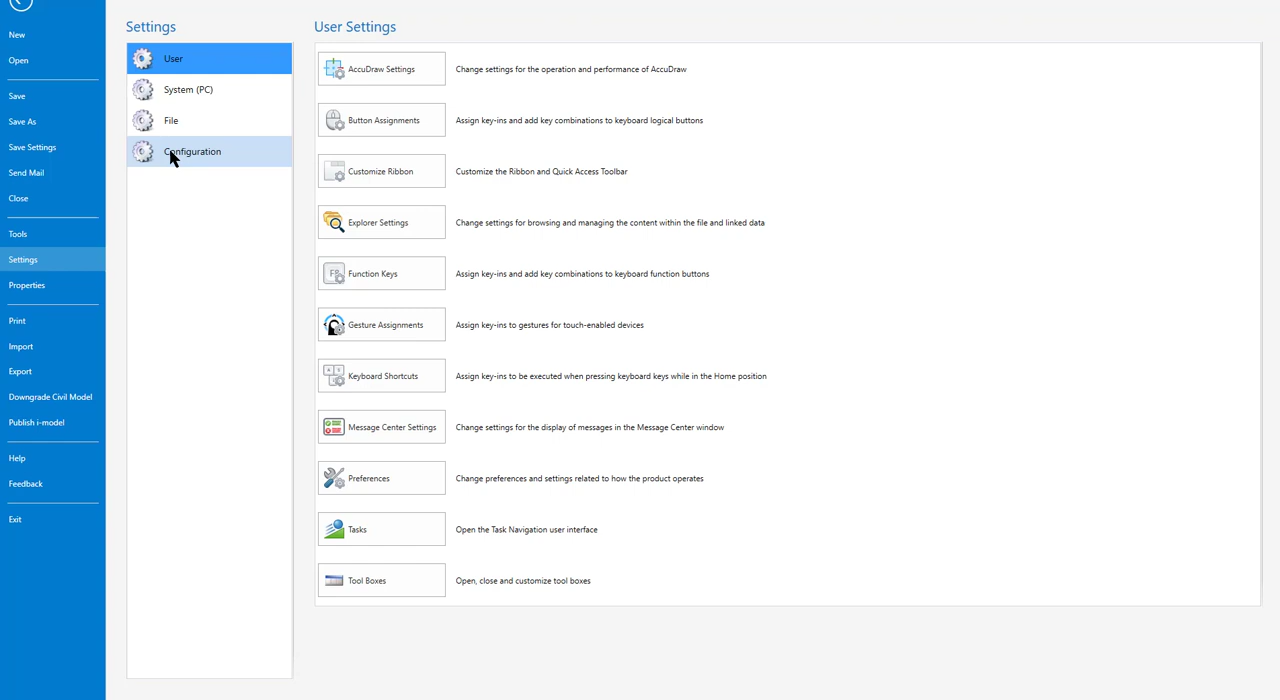 New
Open
Save
Save As
Save Settings
Send Mail
Close
Tools
Settings
Properties
Print
Import
Export
Downgrade Civil Model
Publish i-model
Help
Feedback
Exit
Settings
User
System (PC)
File
Configuration
User Settings
AccuDraw Settings Change settings for the operation and performance of AccuDraw
Button Assignments Assign key-ins and add key combinations to keyboard logical buttons
Customize Ribbon Customize the Ribbon and Quick Access Toolbar
Explorer Settings Change settings for browsing and managing the content within the file and linked data
Function Keys Assign key-ins and add key combinations to keyboard function buttons
Gesture Assignments Assign key-ins to gestures for touch-enabled devices
Keyboard Shortcuts Assign key-ins to be executed when pressing keyboard keys while in the Home position
Message Center Settings Change settings for the display of messages in the Message Center window
Preferences Change preferences and settings related to how the product operates
Tasks Open the Task Navigation user interface
Tool Boxes Open, close and customize tool boxes